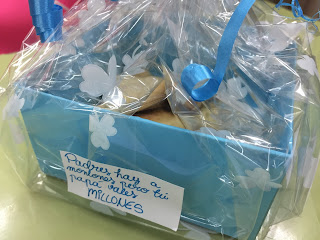 Padres hay a
montones, pero tú
papá vales
MILLONES